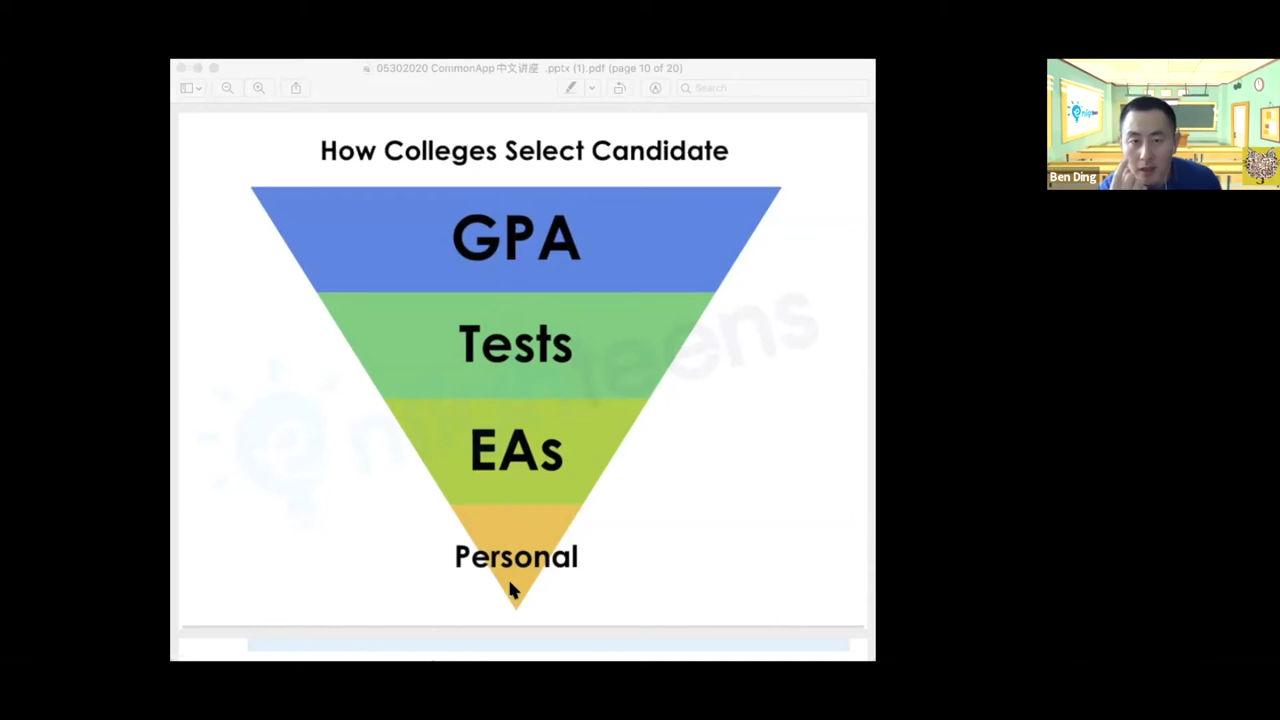 05302020 CommonApp中文讲座 .pptx (1).pdf (page 10 of 20)
Search
How Colleges Select Candidate
GPA
Tests
EAs
Personal
Ben Ding